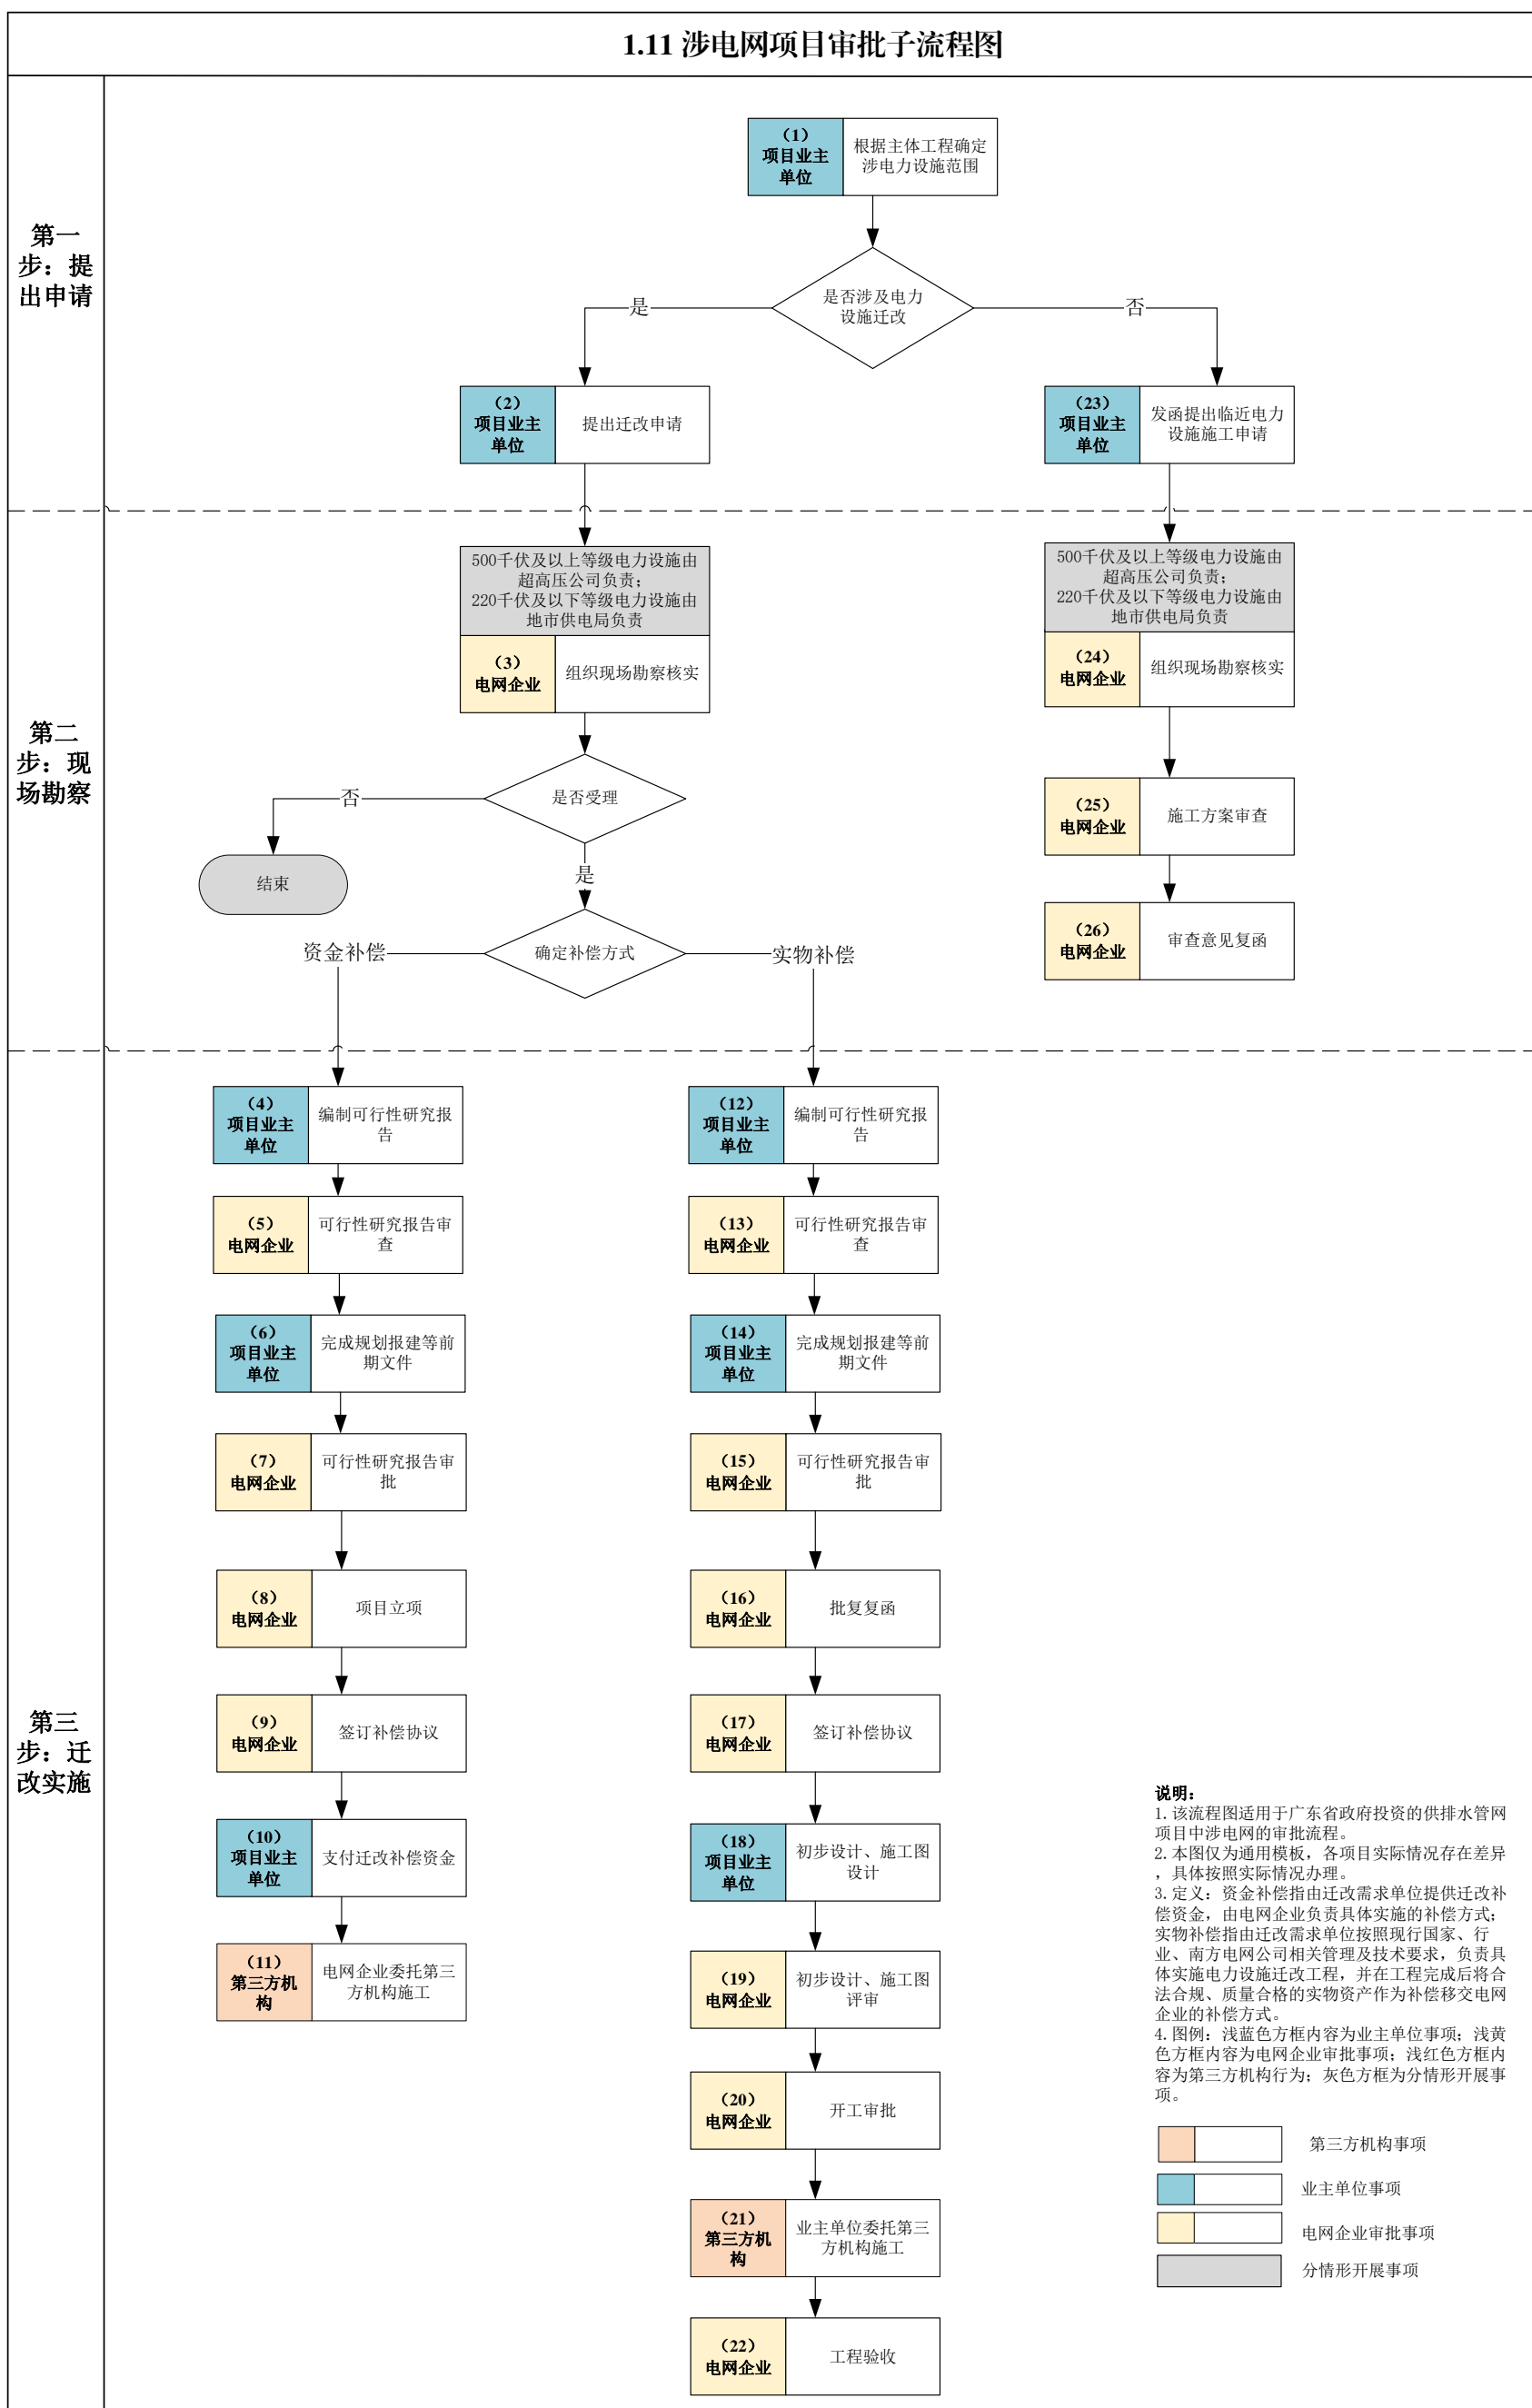 1.11 涉电网项目审批子流程图
第一
步：提
出申请
（1）
项目业主
单位
根据主体工程确定
涉电力设施范围
是否涉及电力
设施迁改
是
否
（2）
项目业主
单位
提出迁改申请
（23）
项目业主
单位
发函提出临近电力
设施施工申请
第二
步：现
场勘察
500千伏及以上等级电力设施由
超高压公司负责；
220千伏及以下等级电力设施由
地市供电局负责
（3）
电网企业
组织现场勘察核实
500千伏及以上等级电力设施由
超高压公司负责；
220千伏及以下等级电力设施由
地市供电局负责
（24）
电网企业
组织现场勘察核实
是否受理
否
结束
是
（25）
电网企业
施工方案审查
确定补偿方式
资金补偿
实物补偿
（26）
电网企业
审查意见复函
第三
步：迁
改实施
（4）
项目业主
单位
编制可行性研究报
告
（5）
电网企业
可行性研究报告审
查
（6）
项目业主
单位
完成规划报建等前
期文件
（7）
电网企业
可行性研究报告审
批
（8）
电网企业
项目立项
（9）
电网企业
签订补偿协议
（10）
项目业主
单位
支付迁改补偿资金
（11）
第三方机
构
电网企业委托第三
方机构施工
（12）
项目业主
单位
编制可行性研究报
告
（13）
电网企业
可行性研究报告审
查
（14）
项目业主
单位
完成规划报建等前
期文件
（15）
电网企业
可行性研究报告审
批
（16）
电网企业
批复复函
（17）
电网企业
签订补偿协议
（18）
项目业主
单位
初步设计、施工图
设计
（19）
电网企业
初步设计、施工图
评审
（20）
电网企业
开工审批
（21）
第三方机
构
业主单位委托第三
方机构施工
（22）
电网企业
工程验收
说明：
1.该流程图适用于广东省政府投资的供排水管网
项目中涉电网的审批流程。
2.本图仅为通用模板，各项目实际情况存在差异
，具体按照实际情况办理。
3.定义：资金补偿指由迁改需求单位提供迁改补
偿资金，由电网企业负责具体实施的补偿方式；
实物补偿指由迁改需求单位按照现行国家、行
业、南方电网公司相关管理及技术要求，负责具
体实施电力设施迁改工程，并在工程完成后将合
法合规、质量合格的实物资产作为补偿移交电网
企业的补偿方式。
4.图例：浅蓝色方框内容为业主单位事项；浅黄
色方框内容为电网企业审批事项；浅红色方框内
容为第三方机构行为；灰色方框为分情形开展事
项。
第三方机构事项
业主单位事项
电网企业审批事项
分情形开展事项